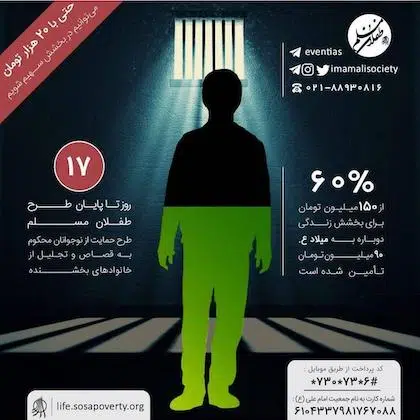 حتی با ۲۰ هزار تومان
می‌توانیم در بخشش سهیم شویم
طفلان مسلم
eventias
imamalisociety
۰۲۱-۸۸۹۳۰۸۱۶
۱۷
روز تا پایان طرح
طفلان مسلم
طرح حمایت از نوجوانان محکوم
به قصاص و تجلیل از
خانواده‌های بخشنده
۶۰%
از ۱۵۰ میلیون تومان
برای بخشش زندگی
دوباره به میلاد ع.
۹۰ میلیون تومان
تأمین شده است
life.sosapoverty.org
کد پرداخت از طریق موبایل :
*۷۳۰*۷۳*۶#
شماره کارت به نام جمعیت امام علی (ع) :
۶۱۰۴۳۳۷۹۸۱۷۶۷۰۸۸